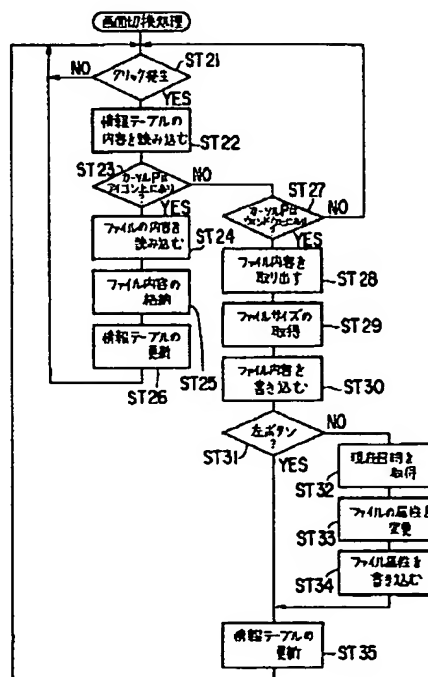 画面切換処理
ST21
クリック発生
NO
YES
情報テーブルの
内容を読み込む
ST22
ST23
カーソルPは
アイコン上にあり
?
NO
YES
ST27
カーソルPは
ウィンドウ上にあり
?
NO
YES
ファイルの内容を
読み込む
ST24
ファイル内容を
取り出す
ST28
ファイル内容の
格納
ST25
ファイルサイズの
取得
ST29
情報テーブルの
更新
ST26
ファイル内容を
書き込む
ST30
左ボタン
?
NO
ST31
YES
現在日時を
取得
ST32
ファイルの属性を
変更
ST33
ファイル属性を
書き込む
ST34
情報テーブルの
更新
ST35